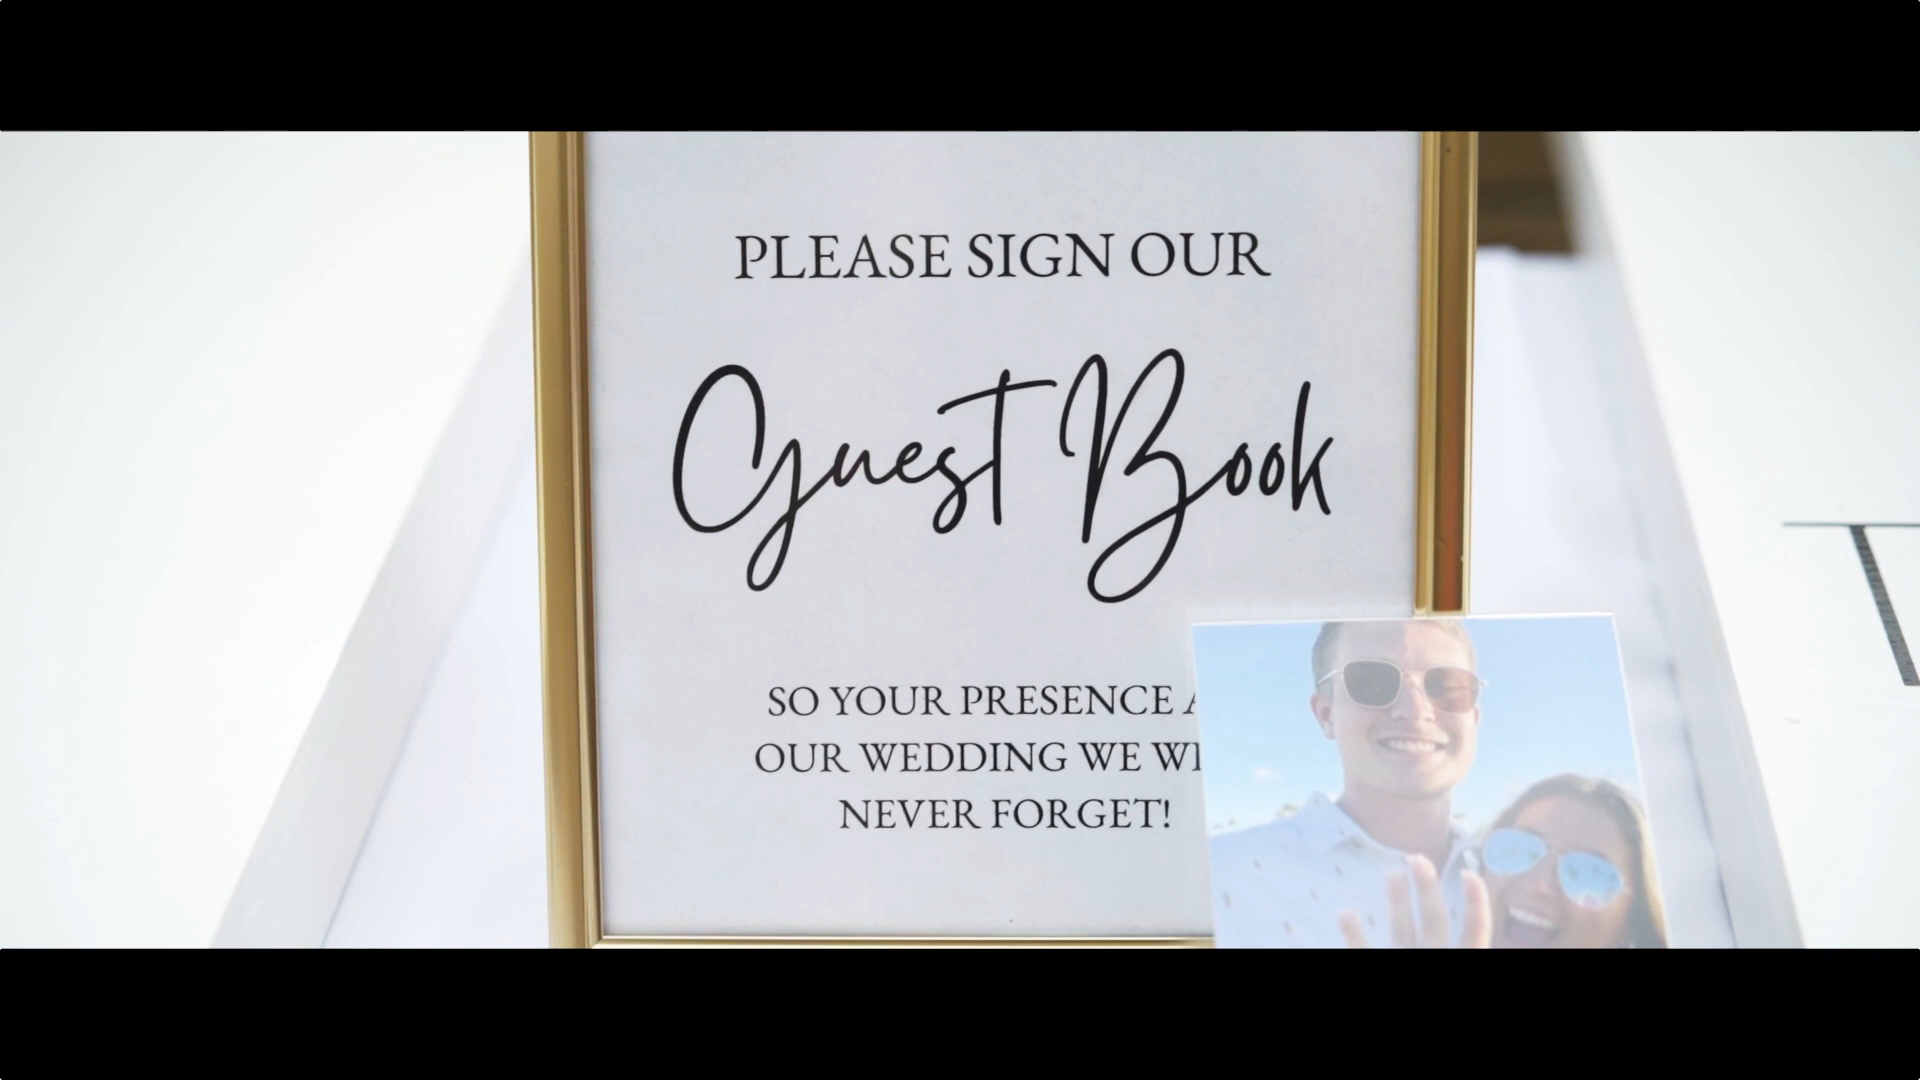 PLEASE SIGN OUR
Guest Book
SO YOUR PRESENCE
OUR WEDDING WE
NEVER FORGET!